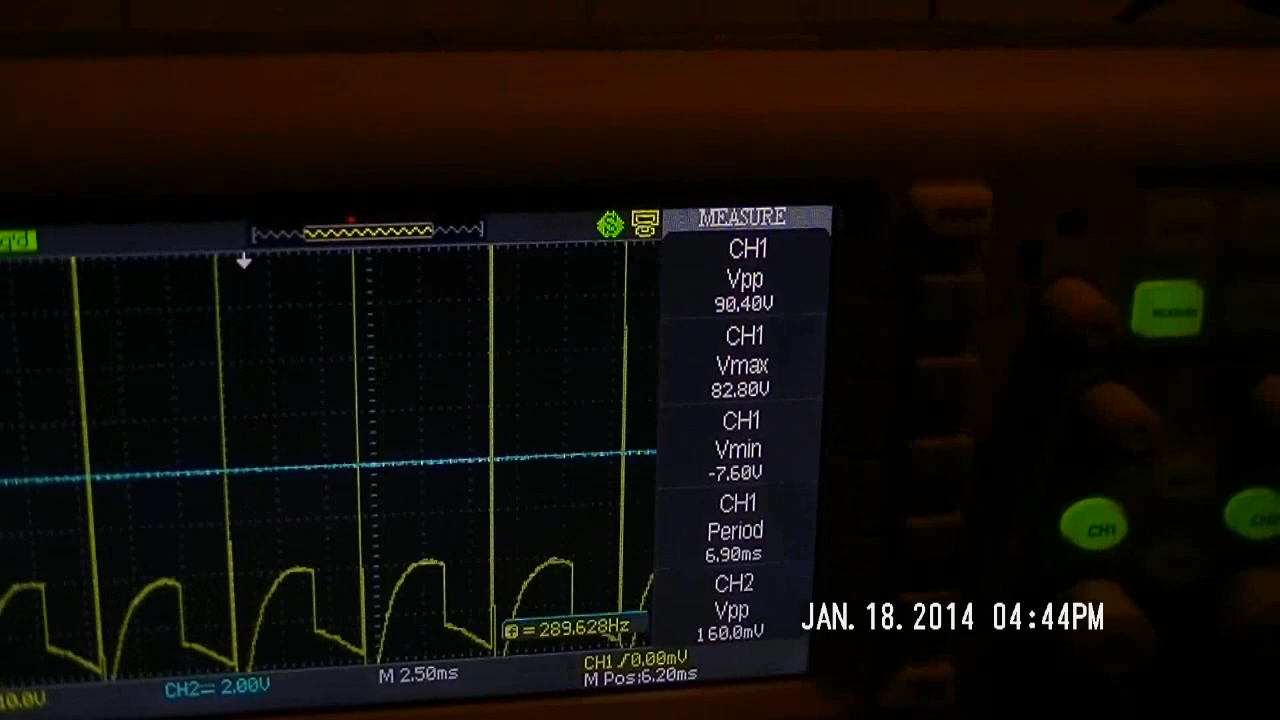 MEASURE
CH1
Vpp
90.40V
CH1
Vmax
82.80V
CH1
Vmin
-7.60V
CH1
Period
6.90ms
CH2
Vpp
160.0mV
= 289.628Hz
10.0V
CH2 = 2.00V
M 2.50ms
CH1 / 0.00mV
M Pos:6.20ms
CH1
JAN. 18. 2014 04:44PM